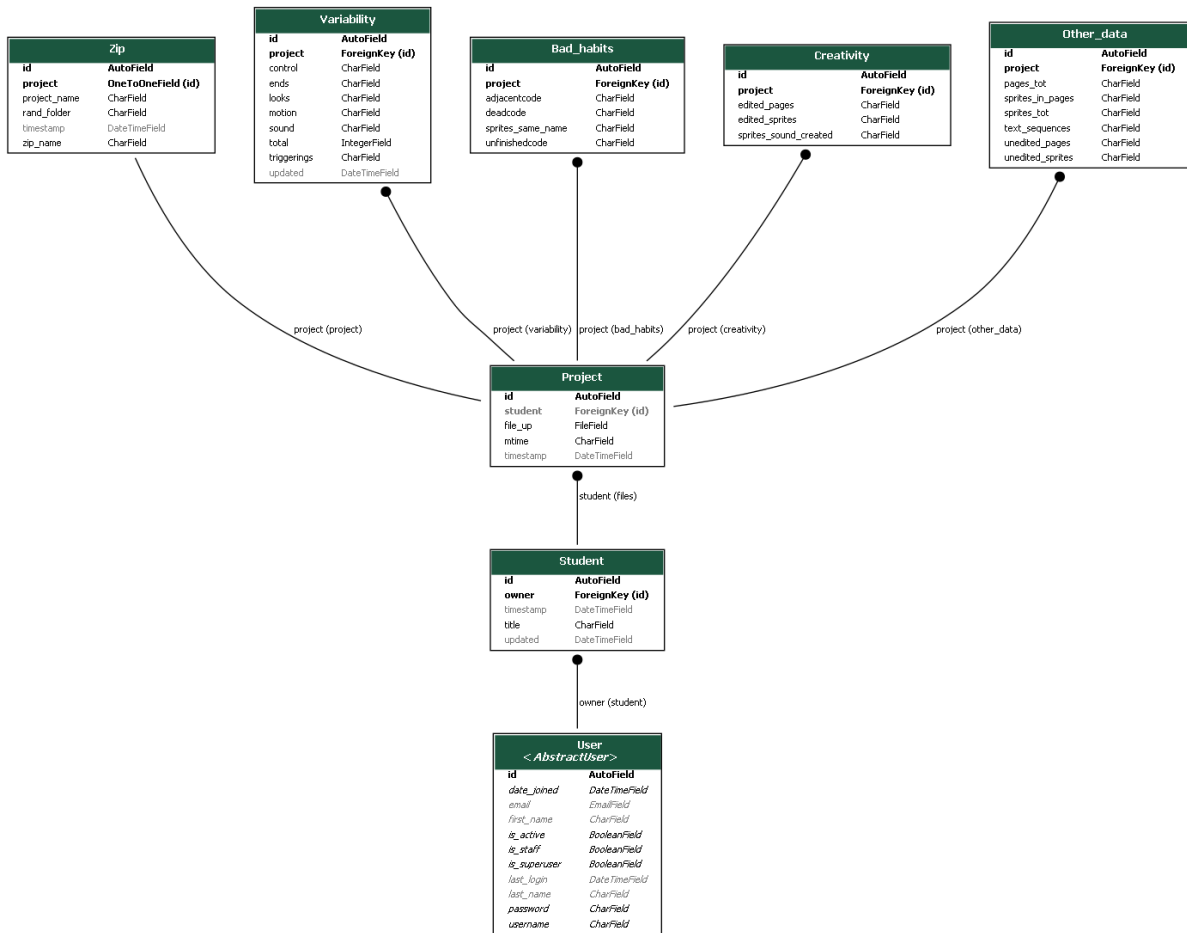 Zip
id AutoField
project OneToOneField (id)
project_name CharField
rand_folder CharField
timestamp DateTimeField
zip_name CharField
Variability
id AutoField
project ForeignKey (id)
control CharField
ends CharField
looks CharField
motion CharField
sound CharField
total IntegerField
triggerings CharField
updated DateTimeField
Bad_habits
id AutoField
project ForeignKey (id)
adjacentcode CharField
deadcode CharField
sprites_same_name CharField
unfinishedcode CharField
Creativity
id AutoField
project ForeignKey (id)
edited_pages CharField
edited_sprites CharField
sprites_sound_created CharField
Other_data
id AutoField
project ForeignKey (id)
pages_tot CharField
sprites_in_pages CharField
sprites_tot CharField
text_sequences CharField
unedited_pages CharField
unedited_sprites CharField
project (project)
project (variability)
project (bad_habits)
project (creativity)
project (other_data)
Project
id AutoField
student ForeignKey (id)
file_up FileField
mtime CharField
timestamp DateTimeField
student (files)
Student
id AutoField
owner ForeignKey (id)
timestamp DateTimeField
title CharField
updated DateTimeField
owner (student)
User
<AbstractUser>
id AutoField
date_joined DateTimeField
email EmailField
first_name CharField
is_active BooleanField
is_staff BooleanField
is_superuser BooleanField
last_login DateTimeField
last_name CharField
password CharField
username CharField